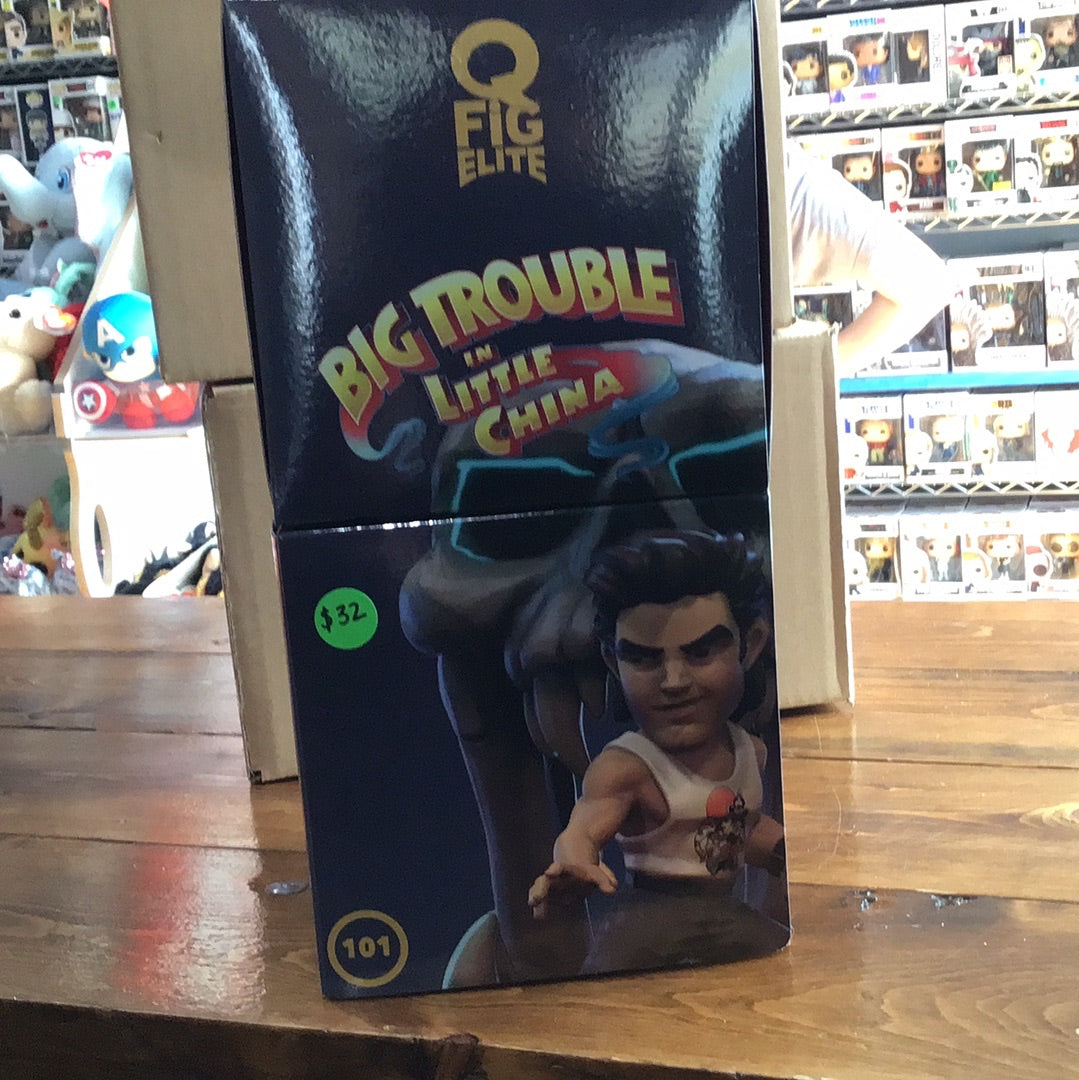 Q
FiG
ELITE
BIG TROUBLE
IN
LITTLE
CHINA
$32
101